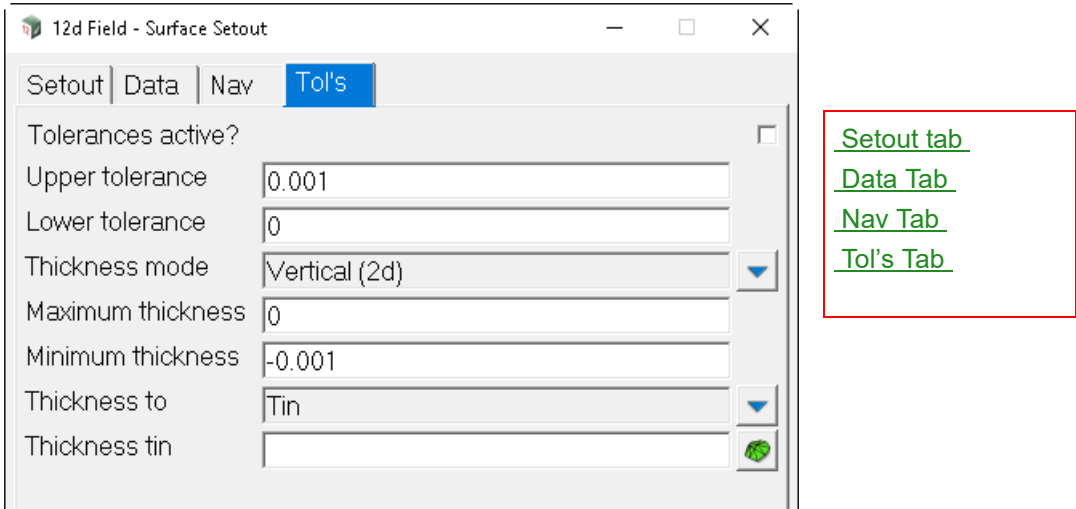 12d Field - Surface Setout
Setout Data Nav Tol's
Tolerances active?
Upper tolerance 0.001
Lower tolerance 0
Thickness mode Vertical (2d)
Maximum thickness 0
Minimum thickness -0.001
Thickness to Tin
Thickness tin
Setout tab
Data Tab
Nav Tab
Tol’s Tab